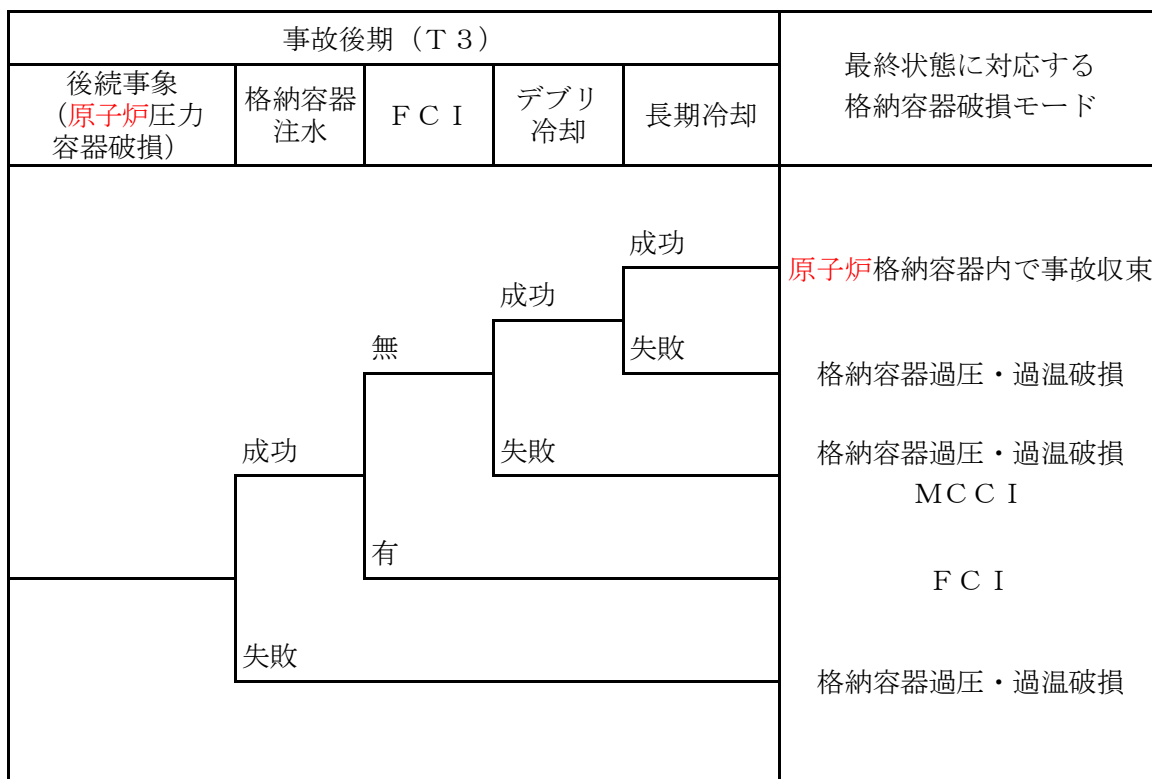 事故後期（Ｔ３）
後続事象
（原子炉圧力
容器破損）
格納容器
注水
ＦＣＩ
デブリ
冷却
長期冷却
最終状態に対応する
格納容器破損モード
成功
原子炉格納容器内で事故収束
成功
無
失敗
格納容器過圧・過温破損
成功
失敗
格納容器過圧・過温破損
ＭＣＣＩ
有
ＦＣＩ
失敗
格納容器過圧・過温破損